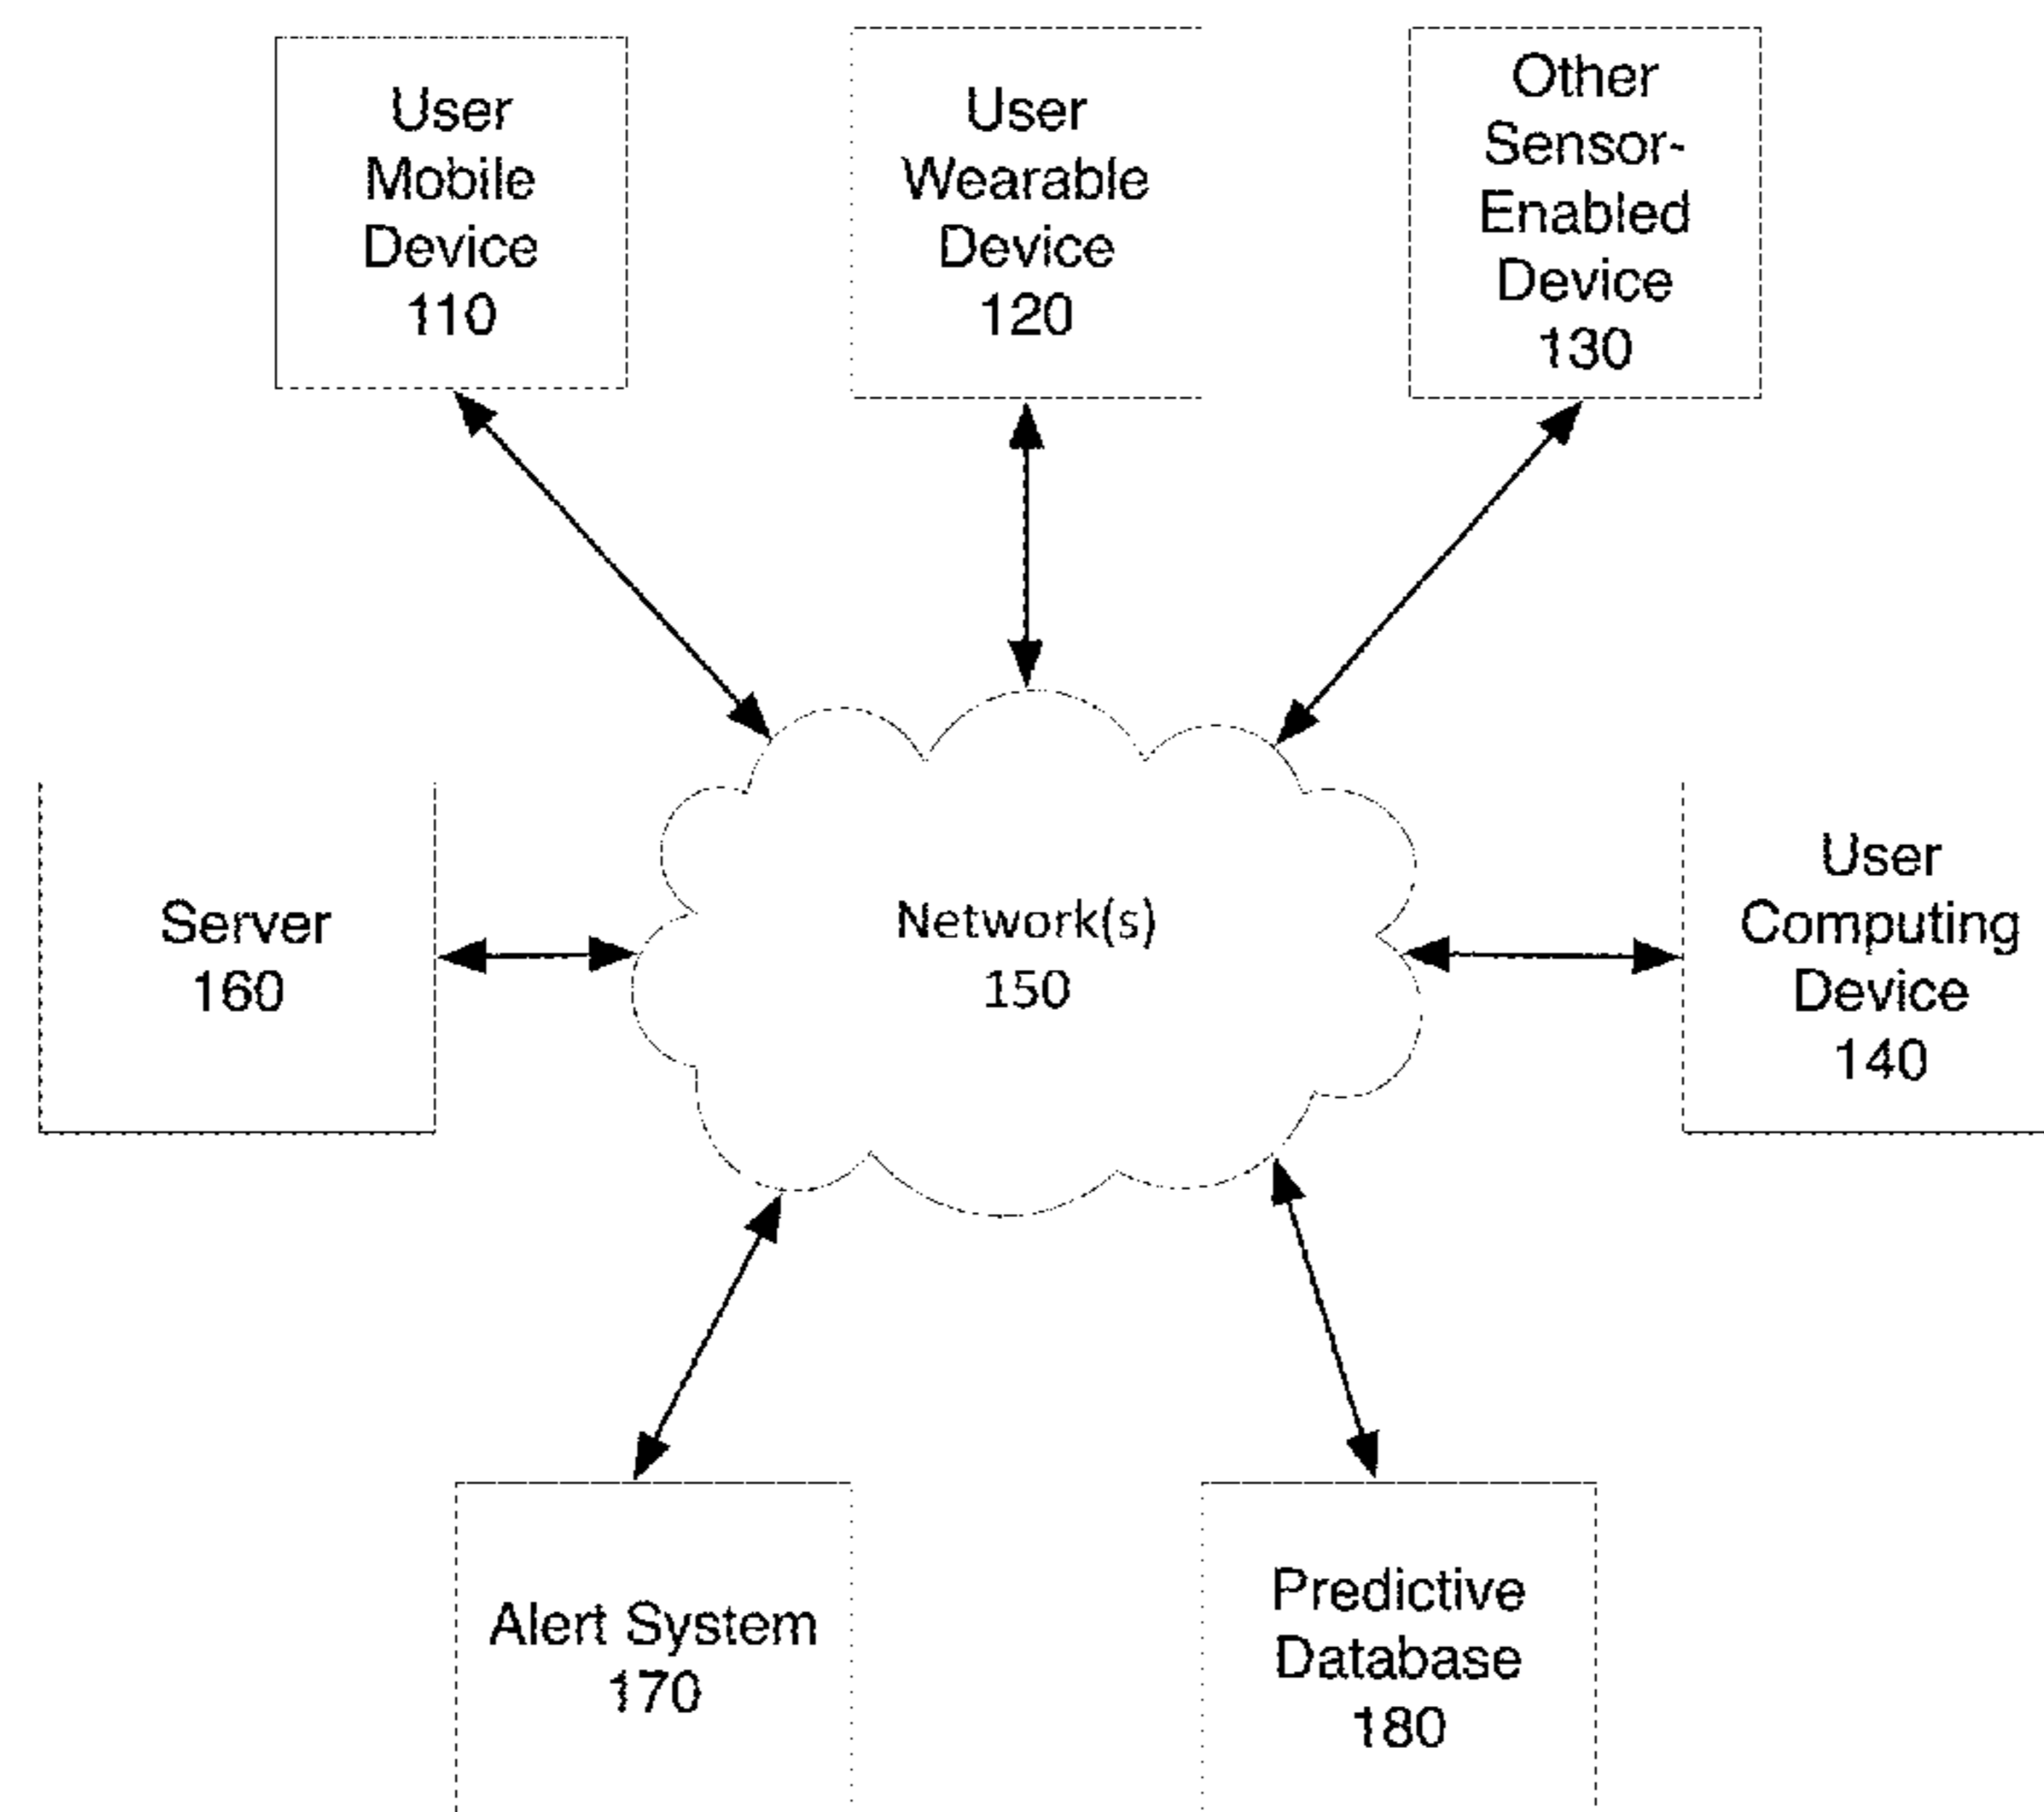 User
Mobile
Device
110
User
Wearable
Device
120
Other
Sensor-
Enabled
Device
130
Server
160
Network(s)
150
User
Computing
Device
140
Alert System
170
Predictive
Database
180